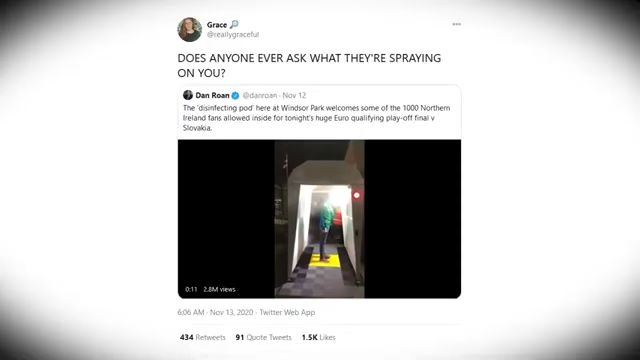 Grace 🔎
@reallygraceful
DOES ANYONE EVER ASK WHAT THEY'RE SPRAYING
ON YOU?
Dan Roan @danroan · Nov 12
The 'disinfecting pod' here at Windsor Park welcomes some of the 1000 Northern
Ireland fans allowed inside for tonight's huge Euro qualifying play-off final v
Slovakia.
0:11 2.8M views
6:06 AM · Nov 13, 2020 · Twitter Web App
434 Retweets 91 Quote Tweets 1.5K Likes